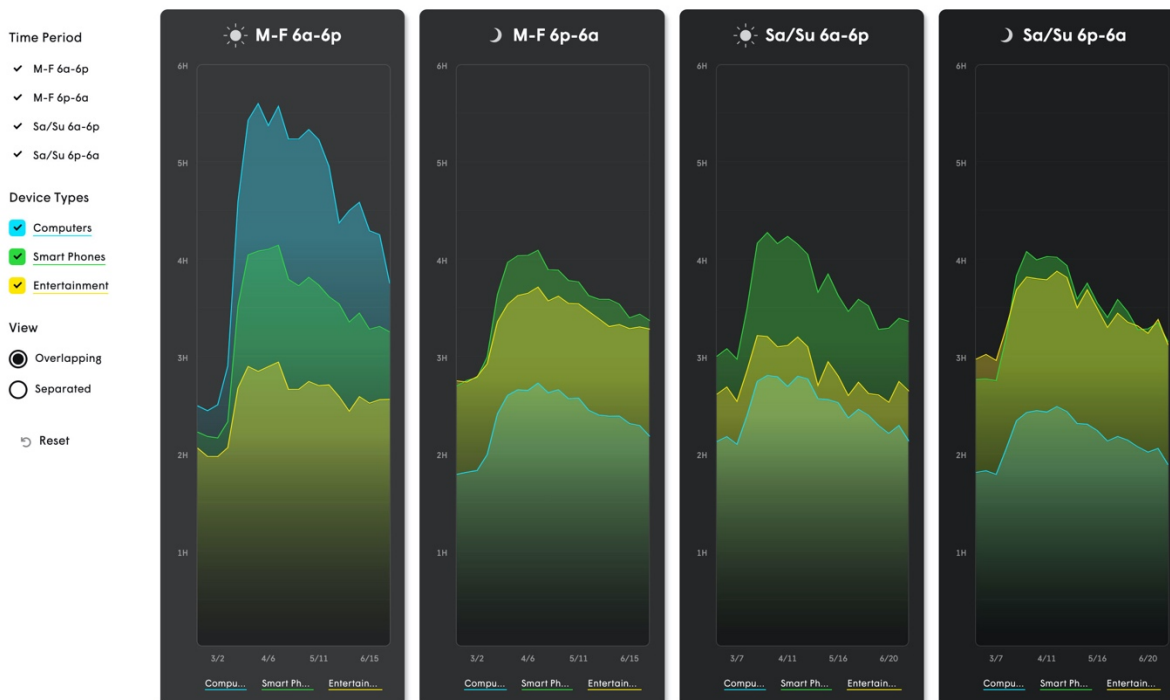 Time Period
M-F 6a-6p
M-F 6p-6a
Sa/Su 6a-6p
Sa/Su 6p-6a
Device Types
Computers
Smart Phones
Entertainment
View
Overlapping
Separated
Reset
M-F 6a-6p
6H
5H
4H
3H
2H
1H
3/2 4/6 5/11 6/15
Compu... Smart Ph... Entertain...
M-F 6p-6a
6H
5H
4H
3H
2H
1H
3/2 4/6 5/11 6/15
Compu... Smart Ph... Entertain...
Sa/Su 6a-6p
6H
5H
4H
3H
2H
1H
3/7 4/11 5/16 6/20
Compu... Smart Ph... Entertain...
Sa/Su 6p-6a
6H
5H
4H
3H
2H
1H
3/7 4/11 5/16 6/20
Compu... Smart Ph... Entertain...